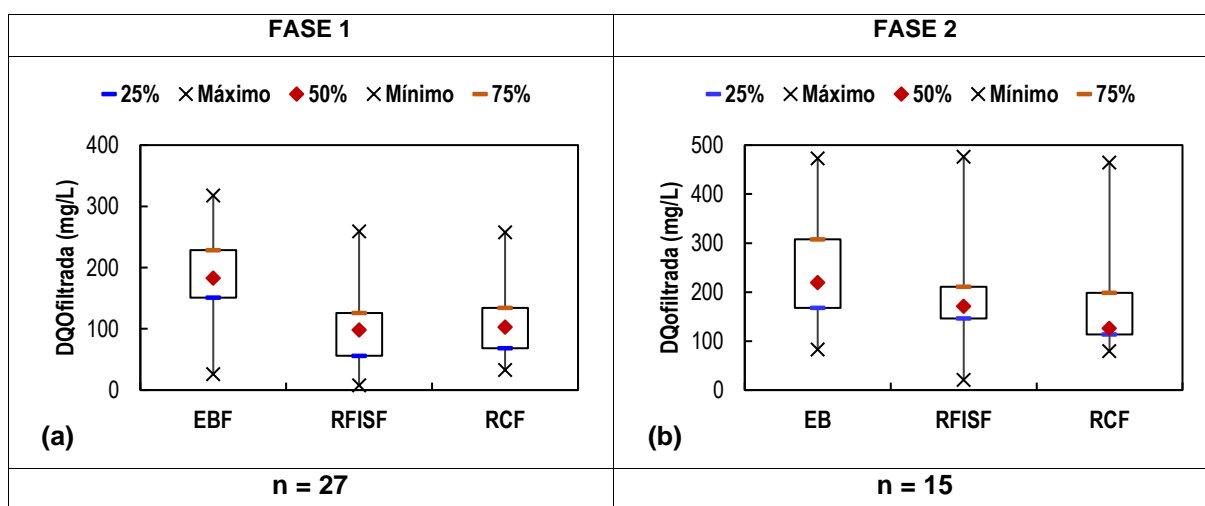 FASE 1
FASE 2
25% Máximo 50% Mínimo 75%
DQOfiltrada (mg/L)
400
300
200
100
0
EBF RFISF RCF
(a)
25% Máximo 50% Mínimo 75%
DQOfiltrada (mg/L)
500
400
300
200
100
0
EB RFISF RCF
(b)
n = 27
n = 15